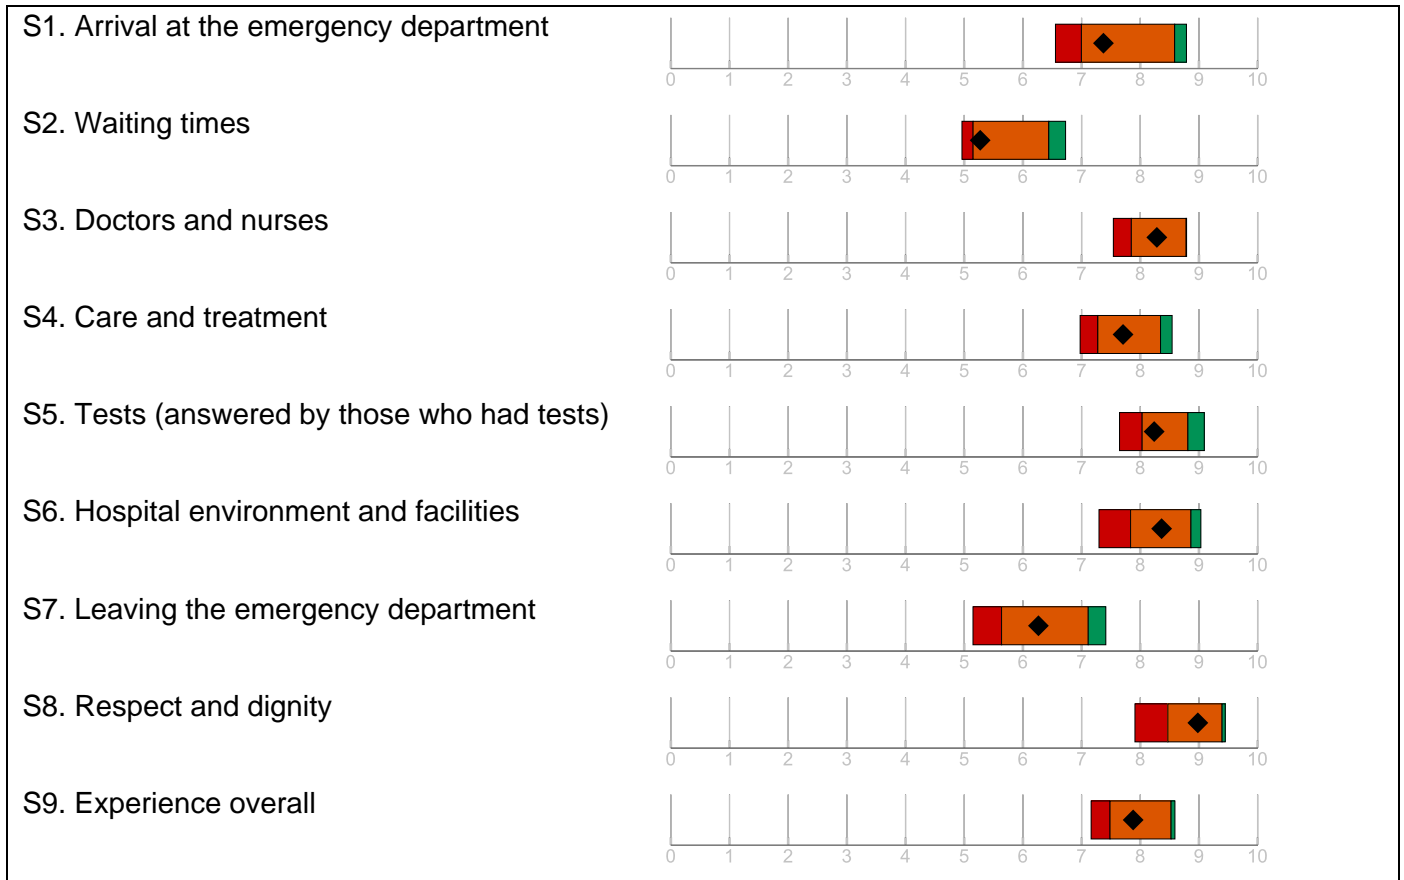 S1. Arrival at the emergency department
0 1 2 3 4 5 6 7 8 9 10
S2. Waiting times
0 1 2 3 4 5 6 7 8 9 10
S3. Doctors and nurses
0 1 2 3 4 5 6 7 8 9 10
S4. Care and treatment
0 1 2 3 4 5 6 7 8 9 10
S5. Tests (answered by those who had tests)
0 1 2 3 4 5 6 7 8 9 10
S6. Hospital environment and facilities
0 1 2 3 4 5 6 7 8 9 10
S7. Leaving the emergency department
0 1 2 3 4 5 6 7 8 9 10
S8. Respect and dignity
0 1 2 3 4 5 6 7 8 9 10
S9. Experience overall
0 1 2 3 4 5 6 7 8 9 10